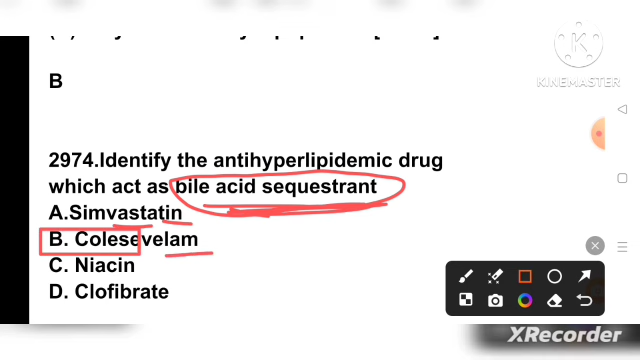 B
K
KINEMASTER
2974.Identify the antihyperlipidemic drug
which act as bile acid sequestrant
A.Simvastatin
B. Colesevelam
C. Niacin
D. Clofibrate
XRecorder